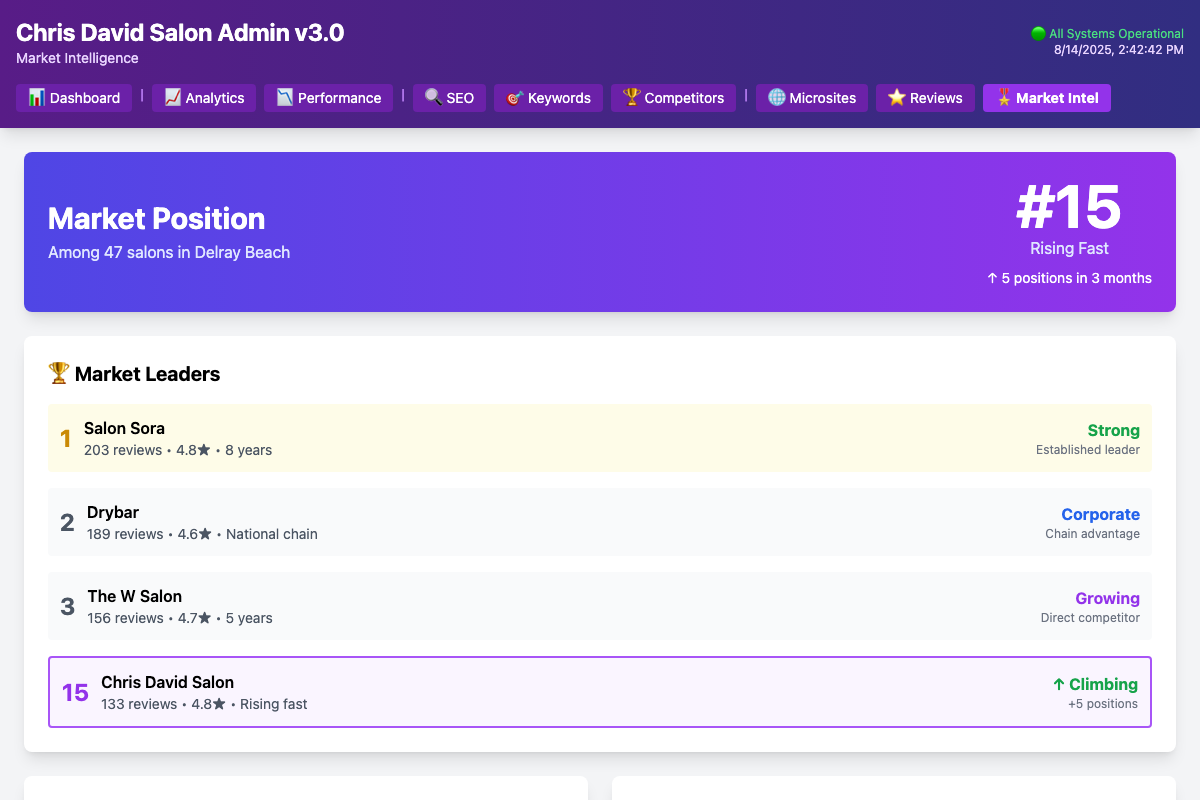 Chris David Salon Admin v3.0
Market Intelligence
All Systems Operational
8/14/2025, 2:42:42 PM
Dashboard | Analytics Performance | SEO Keywords Competitors | Microsites Reviews Market Intel
Market Position
Among 47 salons in Delray Beach
#15
Rising Fast
↑ 5 positions in 3 months
Market Leaders
1
Salon Sora
203 reviews • 4.8★ • 8 years
Strong
Established leader
2
Drybar
189 reviews • 4.6★ • National chain
Corporate
Chain advantage
3
The W Salon
156 reviews • 4.7★ • 5 years
Growing
Direct competitor
15
Chris David Salon
133 reviews • 4.8★ • Rising fast
↑ Climbing
+5 positions